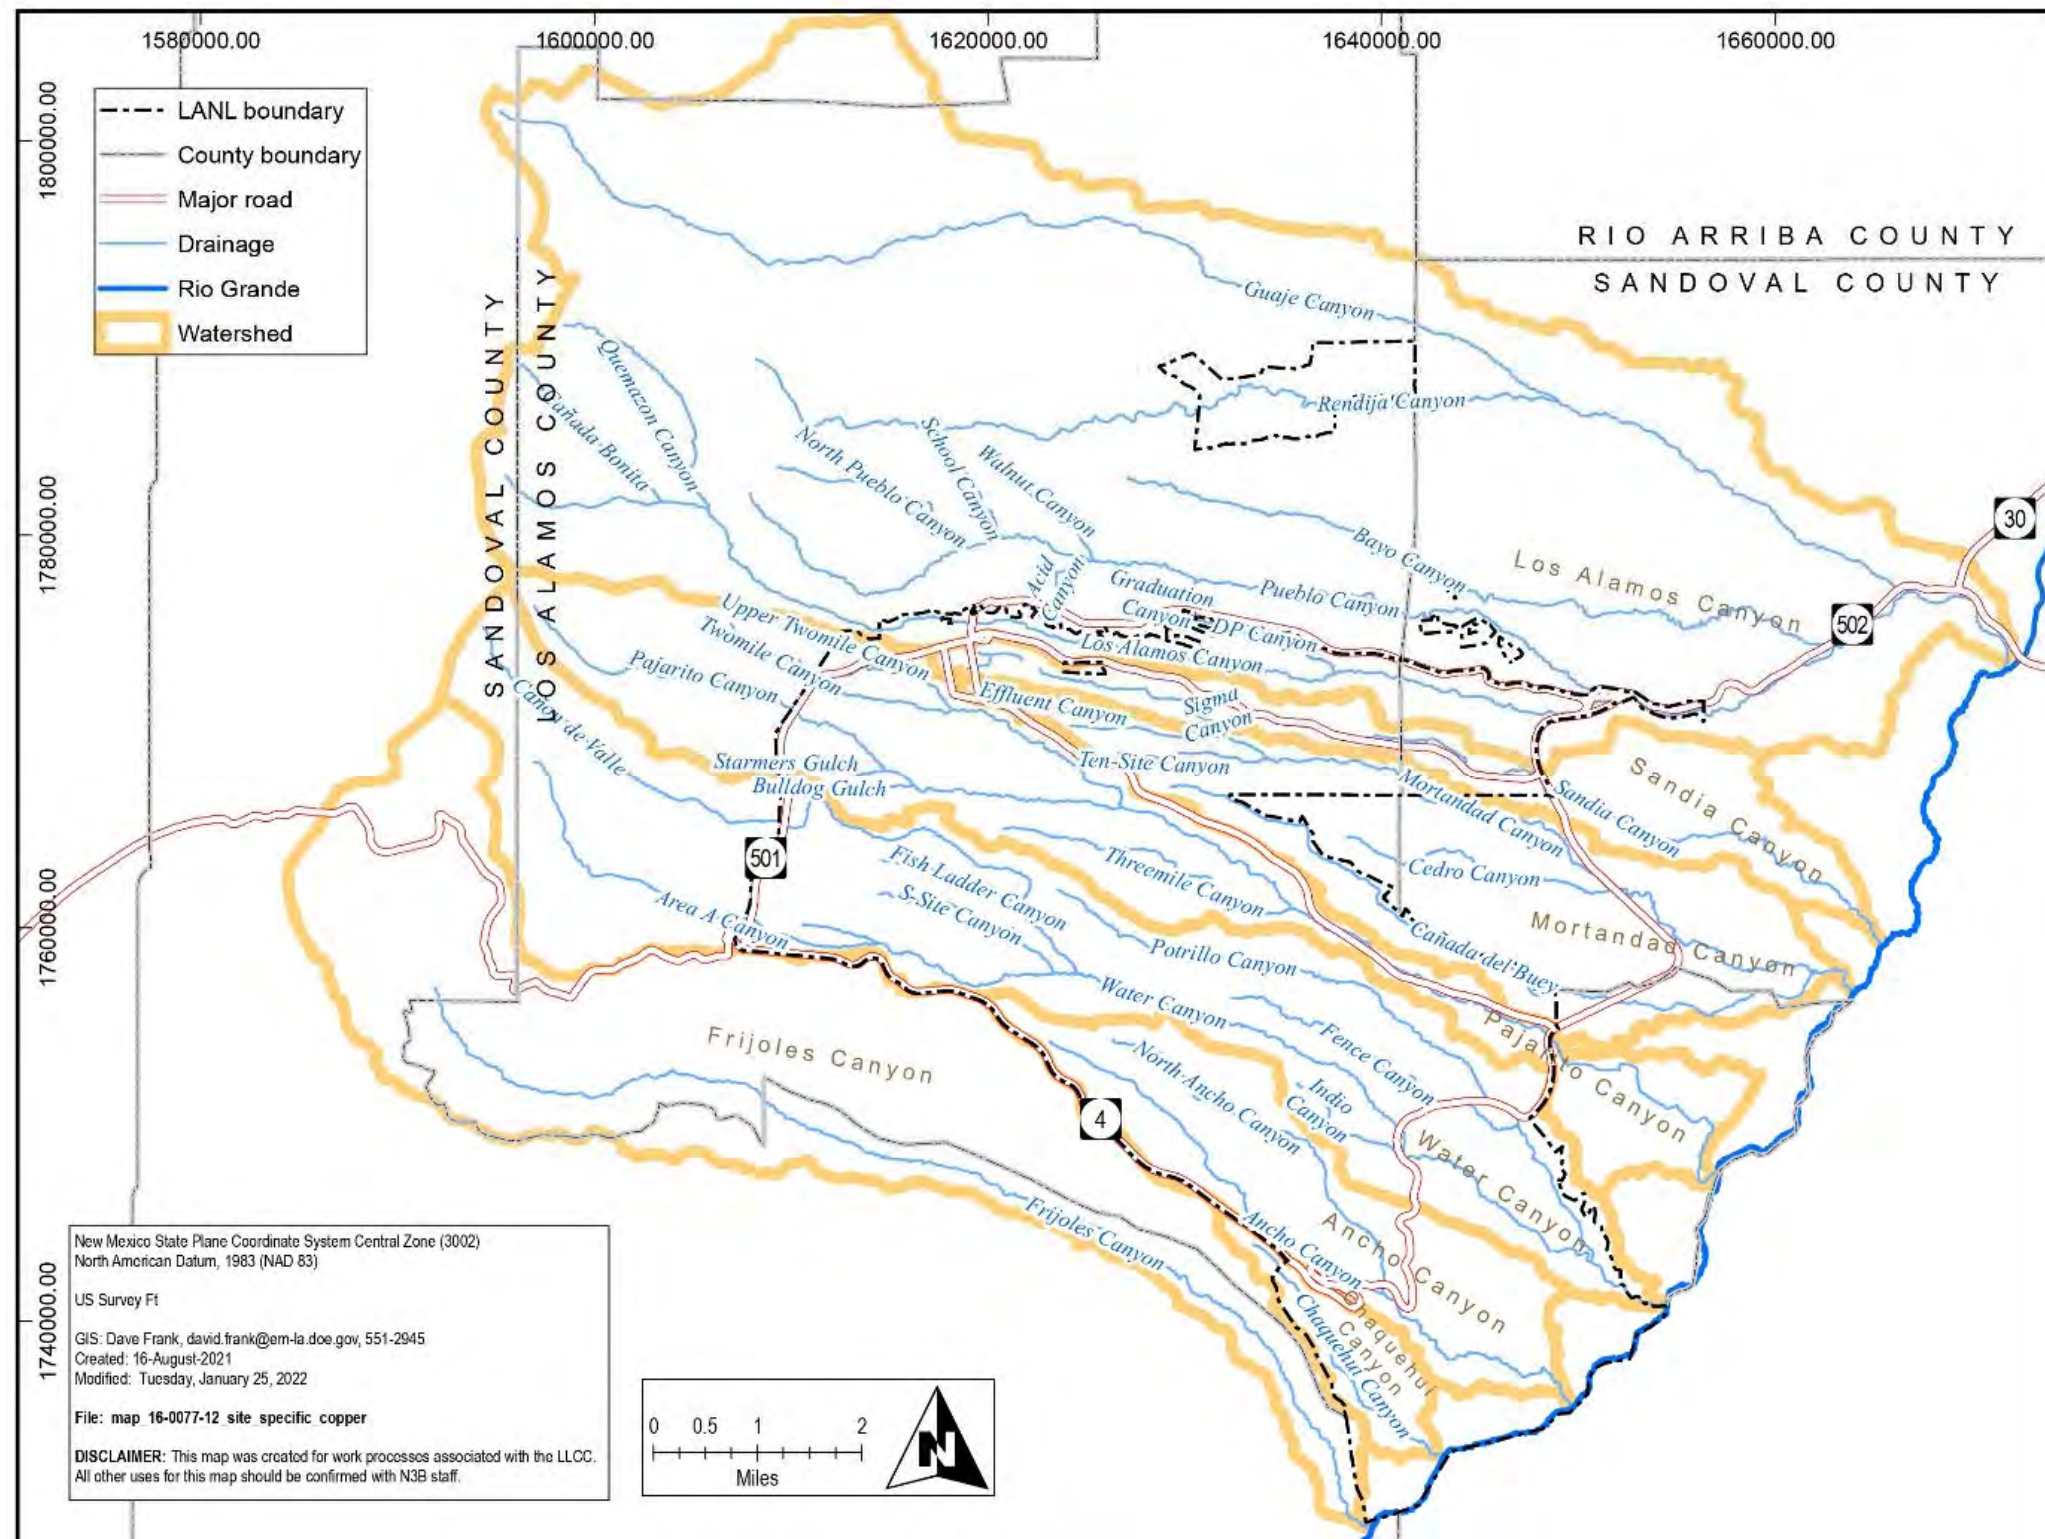 1580000.00
1600000.00
1620000.00
1640000.00
1660000.00
1800000.00
1780000.00
1760000.00
1740000.00
LANL boundary
County boundary
Major road
Drainage
Rio Grande
Watershed
RIO ARRIBA COUNTY
SANDOVAL COUNTY
SANDOVAL COUNTY
LOS ALAMOS COUNTY
Guaje Canyon
Rendija Canyon
Quemazon Canyon
Cañada Bonita
North Pueblo Canyon
School Canyon
Walnut Canyon
Bayo Canyon
30
Los Alamos Canyon
502
Acid
Canyon
Graduation
Canyon
Pueblo Canyon
DP Canyon
Los Alamos Canyon
Upper Twomile Canyon
Twomile Canyon
Pajarito Canyon
Cañon de Valle
Effluent Canyon
Sigma
Canyon
Ten-Site Canyon
Starmers Gulch
Bulldog Gulch
Mortandad Canyon
Sandia Canyon
Sandia Canyon
501
Fish Ladder Canyon
S-Site Canyon
Threemile Canyon
Cedro Canyon
Area A Canyon
Mortandad Canyon
Cañada del Buey
Potrillo Canyon
Water Canyon
Pajarito Canyon
Fence Canyon
Frijoles Canyon
4
North Ancho Canyon
Indio
Canyon
Water Canyon
Frijoles Canyon
Ancho Canyon
Ancho Canyon
Chaquehui
Canyon
Chaquehui Canyon
New Mexico State Plane Coordinate System Central Zone (3002)
North American Datum, 1983 (NAD 83)
US Survey Ft
GIS: Dave Frank, david.frank@em-la.doe.gov, 551-2945
Created: 16-August-2021
Modified: Tuesday, January 25, 2022
File: map_16-0077-12_site_specific_copper
DISCLAIMER: This map was created for work processes associated with the LLCC.
All other uses for this map should be confirmed with N3B staff.
0 0.5 1 2
Miles
N